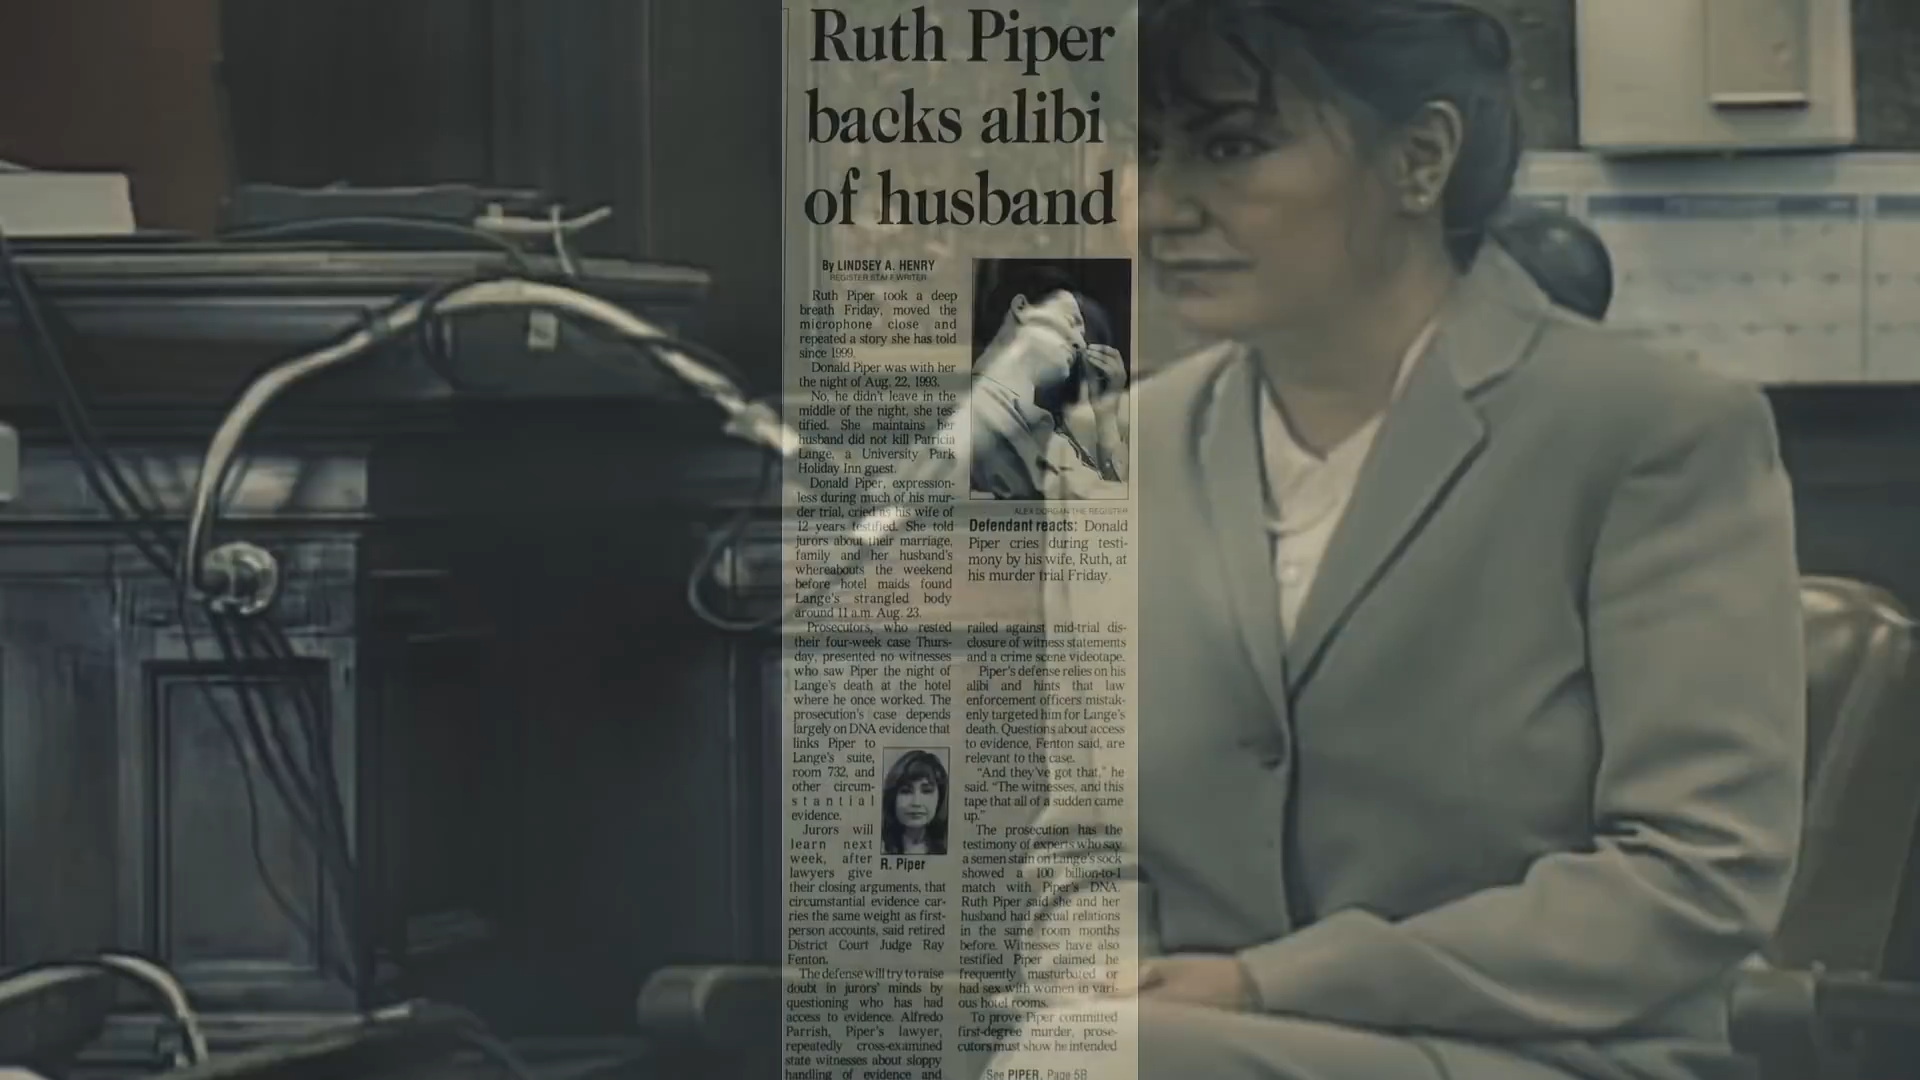 Ruth Piper
backs alibi
of husband
By LINDSEY A. HENRY
REGISTER STAFF WRITER
Ruth Piper took a deep
breath Friday, moved the
microphone close and
repeated a story she has told
since 1999.
Donald Piper was with her
the night of Aug. 22, 1993.
No, he didn't leave in the
middle of the night, she tes-
tified. She maintains her
husband did not kill Patricia
Lange, a University Park
Holiday Inn guest.
Donald Piper, expression-
less during much of his mur-
der trial, cried as his wife of
12 years testified. She told
jurors about their marriage,
family and her husband's
whereabouts the weekend
before hotel maids found
Lange's strangled body
around 11 a.m. Aug. 23.
Prosecutors, who rested
their four-week case Thurs-
day, presented no witnesses
who saw Piper the night of
Lange's death at the hotel
where he once worked. The
prosecution's case depends
largely on DNA evidence that
links Piper to
Lange's suite,
room 732, and
other circum-
stantial
evidence.
Jurors will
learn next
week, after
lawyers give
their closing arguments, that
circumstantial evidence car-
ries the same weight as first-
person accounts, said retired
District Court Judge Ray
Fenton.
The defense will try to raise
doubt in jurors' minds by
questioning who has had
access to evidence. Alfredo
Parrish, Piper's lawyer,
repeatedly cross-examined
state witnesses about sloppy
handling of evidence and
R. Piper
ALEX DORGAN/THE REGISTER
Defendant reacts: Donald
Piper cries during testi-
mony by his wife, Ruth, at
his murder trial Friday.
railed against mid-trial dis-
closure of witness statements
and a crime scene videotape.
Piper's defense relies on his
alibi and hints that law
enforcement officers mistak-
enly targeted him for Lange's
death. Questions about access
to evidence, Fenton said, are
relevant to the case.
"And they've got that," he
said. "The witnesses, and this
tape that all of a sudden came
up."
The prosecution has the
testimony of experts who say
a semen stain on Lange's sock
showed a 100 billion-to-1
match with Piper's DNA.
Ruth Piper said she and her
husband had sexual relations
in the same room months
before. Witnesses have also
testified Piper claimed he
frequently masturbated or
had sex with women in vari-
ous hotel rooms.
To prove Piper committed
first-degree murder, prose-
cutors must show he intended
See PIPER, Page 5B